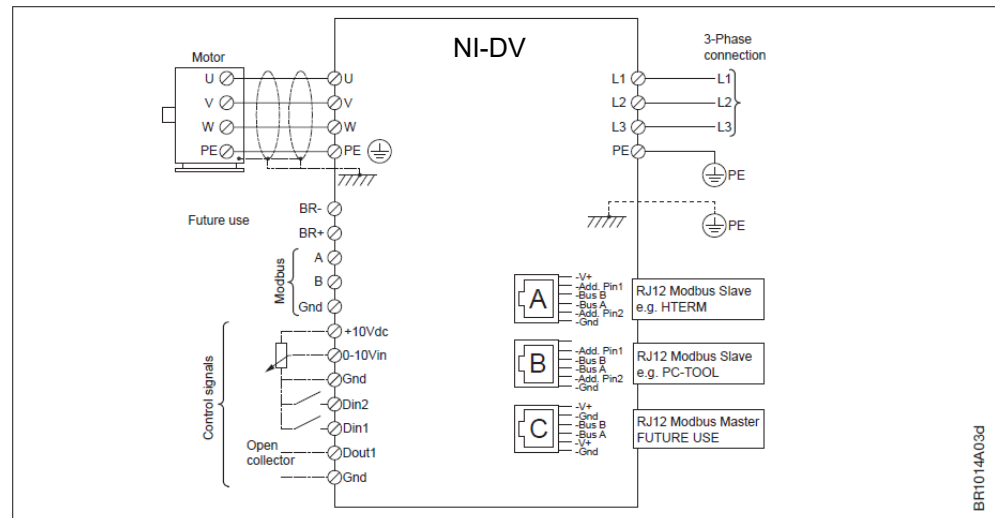 NI-DV
Motor
U
V
W
PE
U
V
W
PE
3-Phase
connection
L1
L2
L3
PE
L1
L2
L3
PE
PE
Future use
BR-
BR+
Modbus
A
B
Gnd
Control signals
+10Vdc
0-10Vin
Gnd
Din2
Din1
Open
collector
Dout1
Gnd
A
-V+
-Add. Pin1
-Bus B
-Bus A
-Add. Pin2
-Gnd
RJ12 Modbus Slave
e.g. HTERM
B
-Add. Pin1
-Bus B
-Bus A
-Add. Pin2
-Gnd
RJ12 Modbus Slave
e.g. PC-TOOL
C
-V+
-Gnd
-Bus B
-Bus A
-V+
-Gnd
RJ12 Modbus Master
FUTURE USE
BR1014A03d